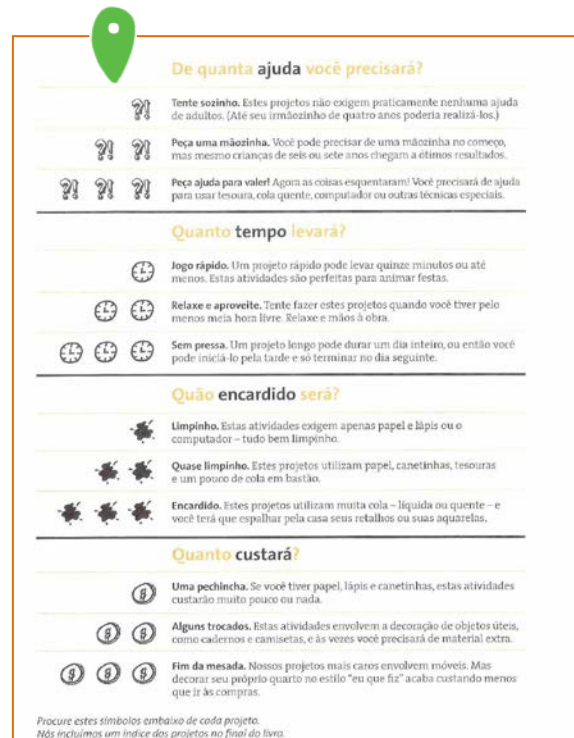 De quanta ajuda você precisará?
Tente sozinho. Estes projetos não exigem praticamente nenhuma ajuda
de adultos. (Até seu irmãozinho de quatro anos poderia realizá-los.)
Peça uma mãozinha. Você pode precisar de uma mãozinha no começo,
mas mesmo crianças de seis ou sete anos chegam a ótimos resultados.
Peça ajuda para valer! Agora as coisas esquentaram! Você precisará de ajuda
para usar tesoura, cola quente, computador ou outras técnicas especiais.
Quanto tempo levará?
Jogo rápido. Um projeto rápido pode levar quinze minutos ou até
menos. Estas atividades são perfeitas para animar festas.
Relaxe e aproveite. Tente fazer estes projetos quando você tiver pelo
menos meia hora livre. Relaxe e mãos à obra.
Sem pressa. Um projeto longo pode durar um dia inteiro, ou então você
pode iniciá-lo pela tarde e só terminar no dia seguinte.
Quão encardido será?
Limpinho. Estas atividades exigem apenas papel e lápis ou o
computador – tudo bem limpinho.
Quase limpinho. Estes projetos utilizam papel, canetinhas, tesouras
e um pouco de cola em bastão.
Encardido. Estes projetos utilizam muita cola – líquida ou quente – e
você terá que espalhar pela casa seus retalhos ou suas aquarelas.
Quanto custará?
Uma pechincha. Se você tiver papel, lápis e canetinhas, estas atividades
custarão muito pouco ou nada.
Alguns trocados. Estas atividades envolvem a decoração de objetos úteis,
como cadernos e camisetas, e às vezes você precisará de material extra.
Fim da mesada. Nossos projetos mais caros envolvem móveis. Mas
decorar seu próprio quarto no estilo "eu que fiz" acaba custando menos
que ir às compras.
Procure estes símbolos embaixo de cada projeto.
Nós incluímos um índice dos projetos no final do livro.